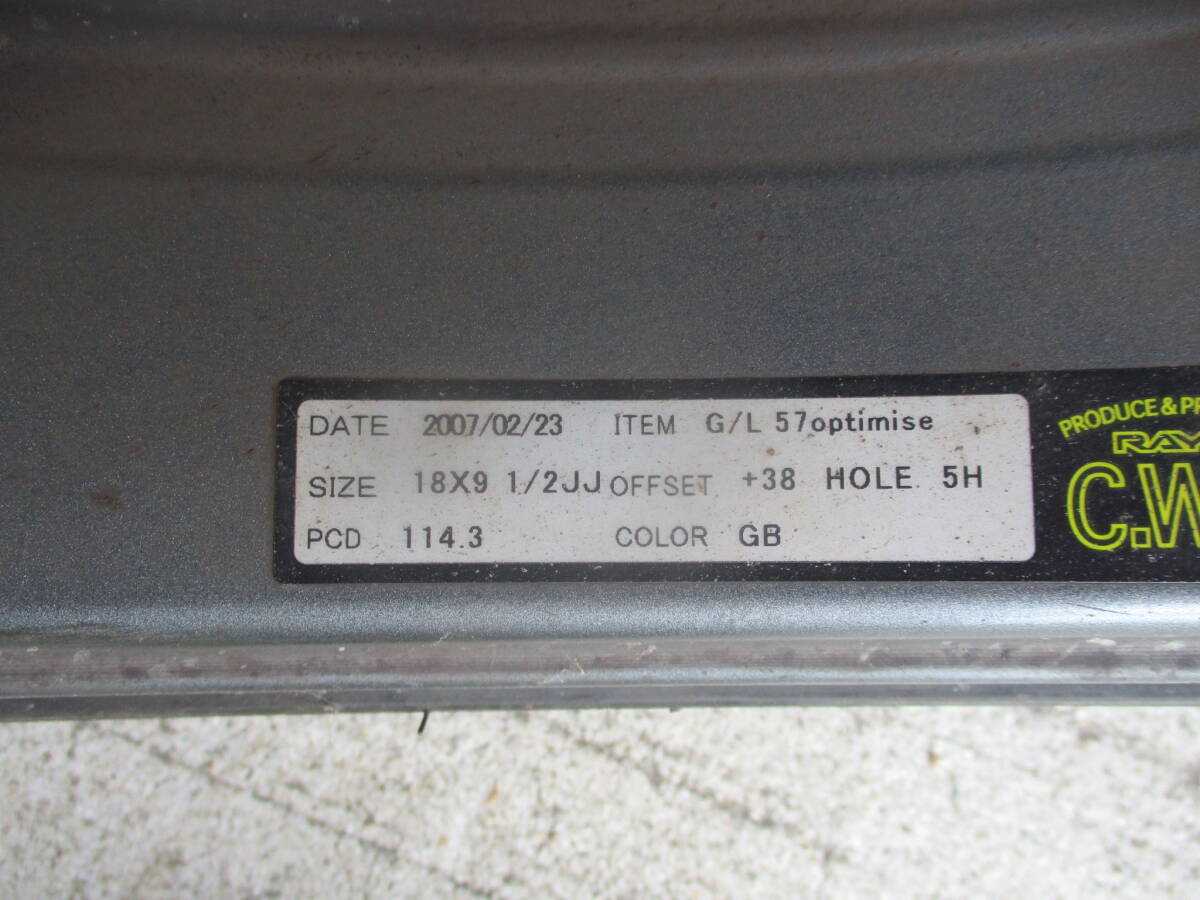 DATE 2007/02/23 ITEM G/L 57optimise
SIZE 18X9 1/2JJ OFFSET +38 HOLE 5H
PCD 114.3 COLOR GB
PRODUCE &
RAY
C.W